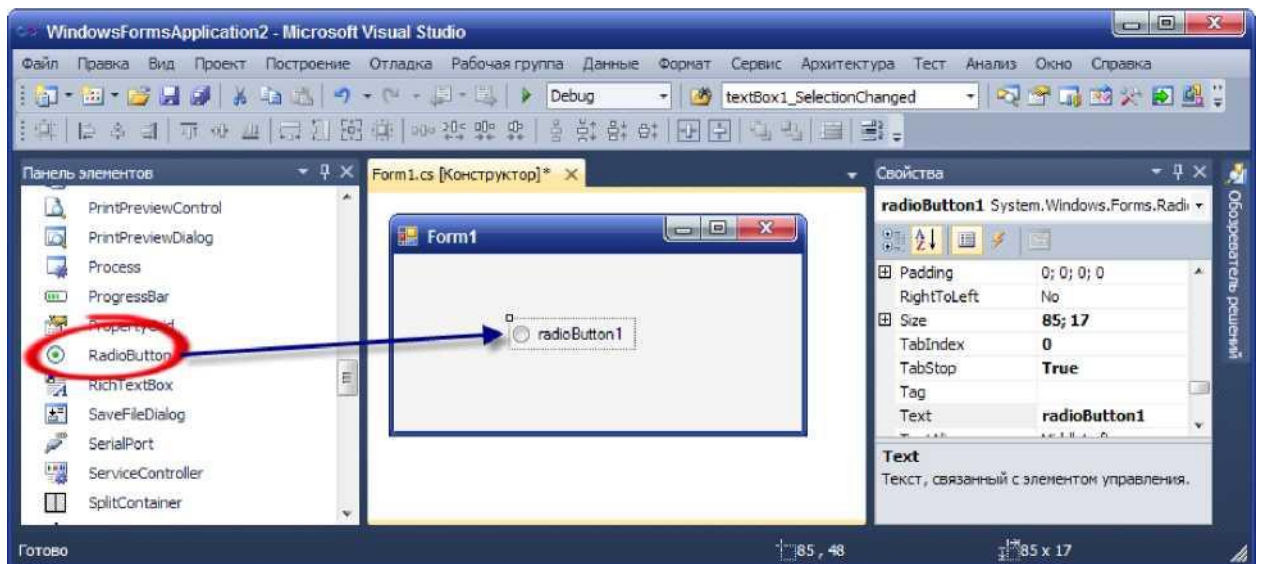 WindowsFormsApplication2 - Microsoft Visual Studio
Файл Правка Вид Проект Построение Отладка Рабочая группа Данные Формат Сервис Архитектура Тест Анализ Окно Справка
Debug textBox1_SelectionChanged
Панель элементов
PrintPreviewControl
PrintPreviewDialog
Process
ProgressBar
PropertyGrid
RadioButton
RichTextBox
SaveFileDialog
SerialPort
ServiceController
SplitContainer
Form1.cs [Конструктор]*
Form1
radioButton1
Свойства
radioButton1 System.Windows.Forms.Radi
Padding 0; 0; 0; 0
RightToLeft No
Size 85; 17
TabIndex 0
TabStop True
Tag
Text radioButton1
Text
Текст, связанный с элементом управления.
Обозреватель решений
Готово 85 , 48 85 x 17